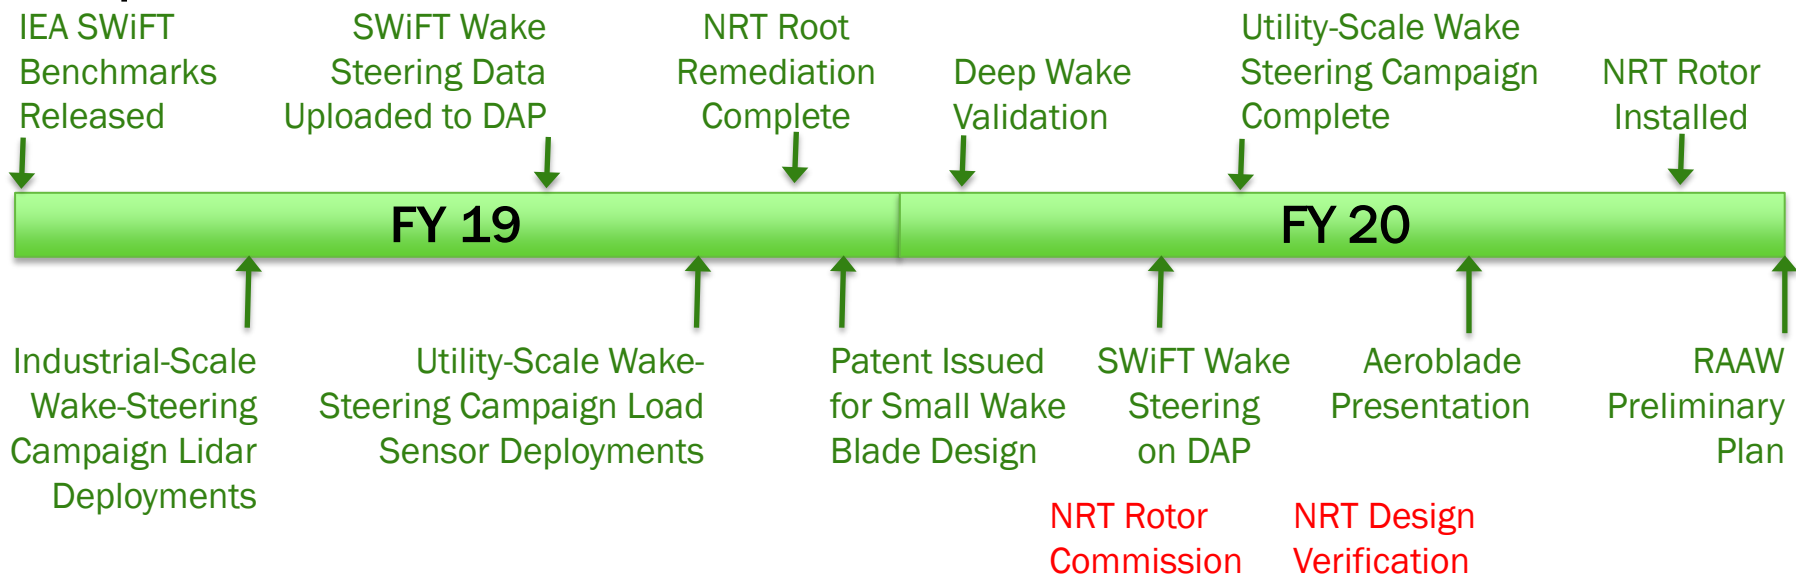 IEA SWiFT
Benchmarks
Released
SWiFT Wake
Steering Data
Uploaded to DAP
NRT Root
Remediation
Complete
Deep Wake
Validation
Utility-Scale Wake
Steering Campaign
Complete
NRT Rotor
Installed
FY 19
FY 20
Industrial-Scale
Wake-Steering
Campaign Lidar
Deployments
Utility-Scale Wake-
Steering Campaign Load
Sensor Deployments
Patent Issued
for Small Wake
Blade Design
SWiFT Wake
Steering
on DAP
Aeroblade
Presentation
RAAW
Preliminary
Plan
NRT Rotor
Commission
NRT Design
Verification